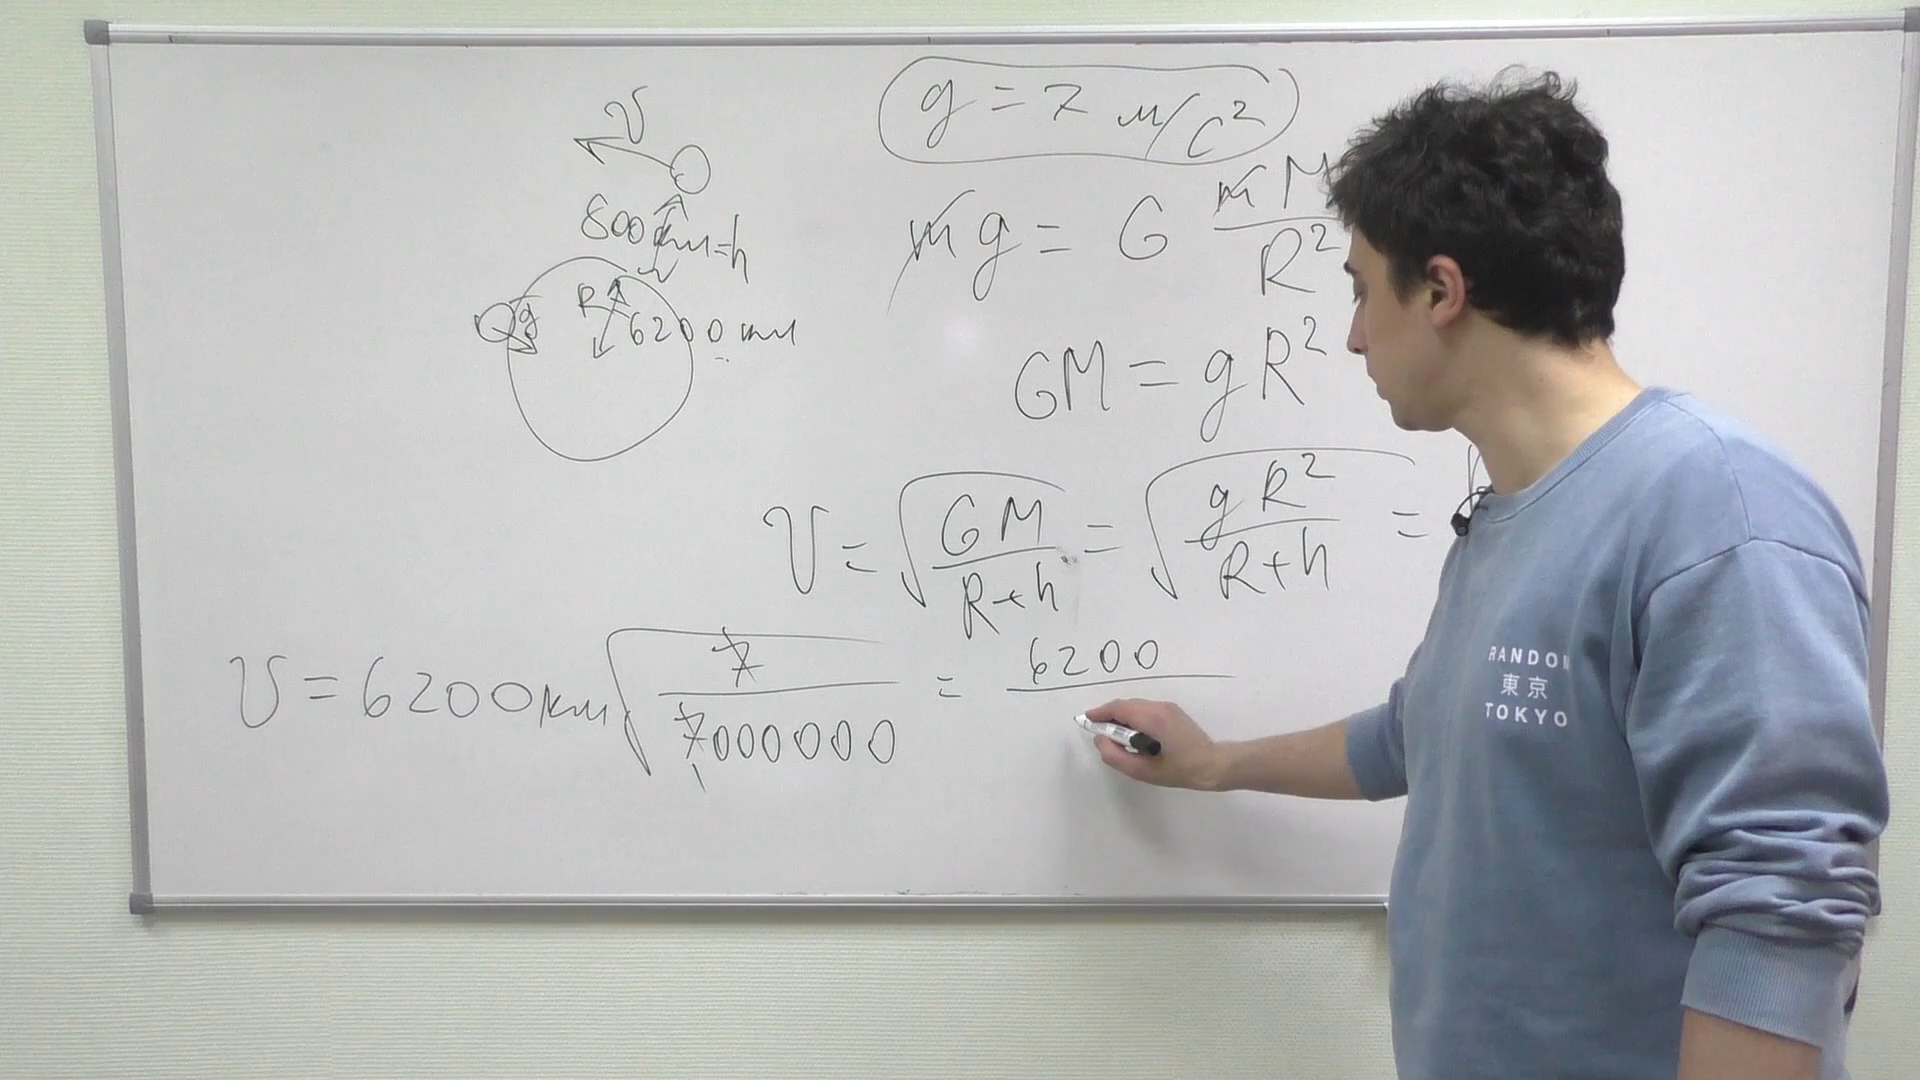 g = 7 м/с²
V
800 км = h
mg = G mM/R²
g
R
6200 км
GM = gR²
V = √(GM/(R+h)) = √(gR²/(R+h)) =
V = 6200 км √(7/7000000) = 6200
RANDOM
東京
TOKYO